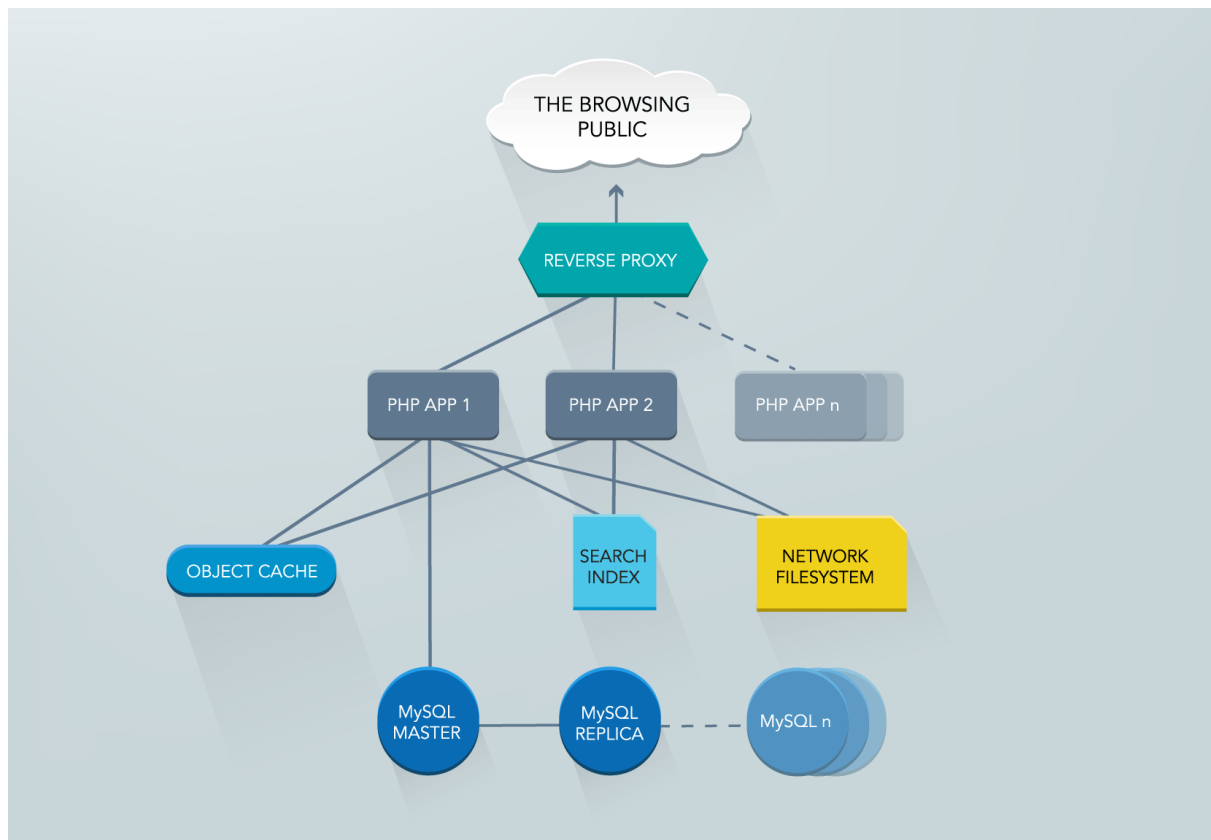 THE BROWSING
PUBLIC
REVERSE PROXY
PHP APP 1
PHP APP 2
PHP APP n
OBJECT CACHE
SEARCH
INDEX
NETWORK
FILESYSTEM
MySQL
MASTER
MySQL
REPLICA
MySQL n